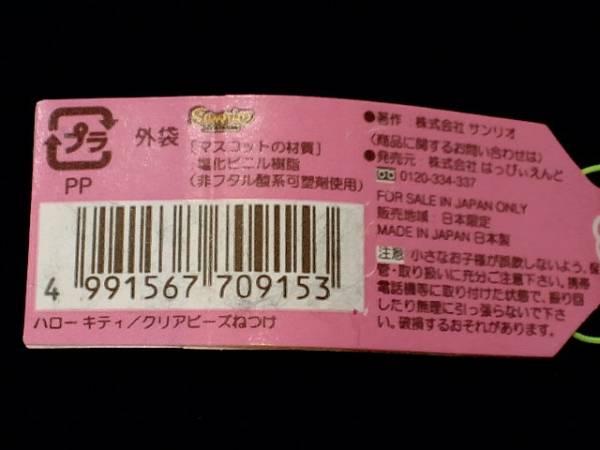 プラ
PP
外袋
Sanrio
[マスコットの材質]
塩化ビニル樹脂
(非フタル酸系可塑剤使用)
4 991567 709153
ハローキティ/クリアビーズねつけ
●著作 株式会社 サンリオ
(商品に関するお問い合わせは)
●発売元・株式会社 はっぴぃえんど
0120-334-337
FOR SALE IN JAPAN ONLY
販売地域 日本限定
MADE IN JAPAN 日本製
注意 小さなお子様が誤飲しないよう、保
管・取り扱いに充分ご注意下さい。携帯
電話機等に取り付けた状態で、振り回
したり無理に引っ張らないで下さ
い。破損するおそれがあります。